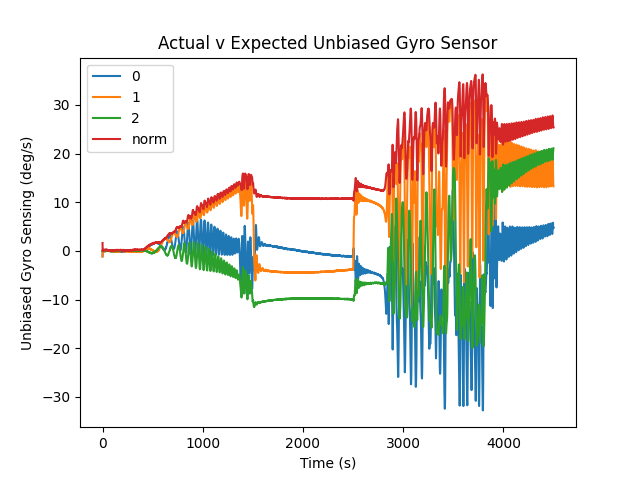 Actual v Expected Unbiased Gyro Sensor
0
1
2
norm
Unbiased Gyro Sensing (deg/s)
30
20
10
0
−10
−20
−30
0 1000 2000 3000 4000
Time (s)